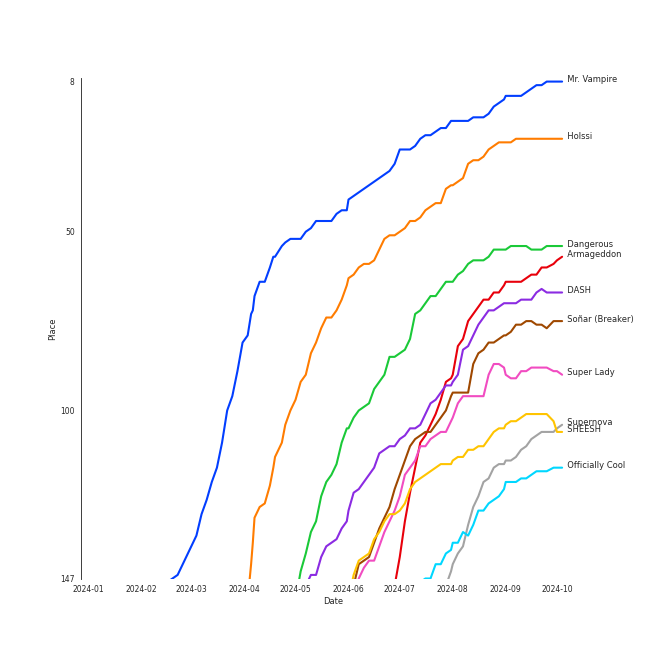 8
Mr. Vampire
Holssi
50
Dangerous
Armageddon
DASH
Place
Soñar (Breaker)
Super Lady
100
Supernova
SHEESH
Officially Cool
147
2024-01 2024-02 2024-03 2024-04 2024-05 2024-06 2024-07 2024-08 2024-09 2024-10
Date